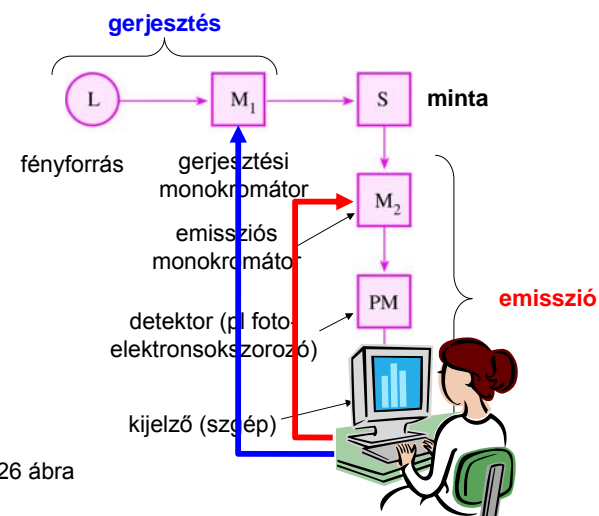 gerjesztés
L
M1
S
minta
fényforrás
gerjesztési
monokromátor
M2
emissziós
monokromátor
PM
emisszió
detektor (pl foto-
elektronsokszorozó)
kijelző (szgép)
26 ábra